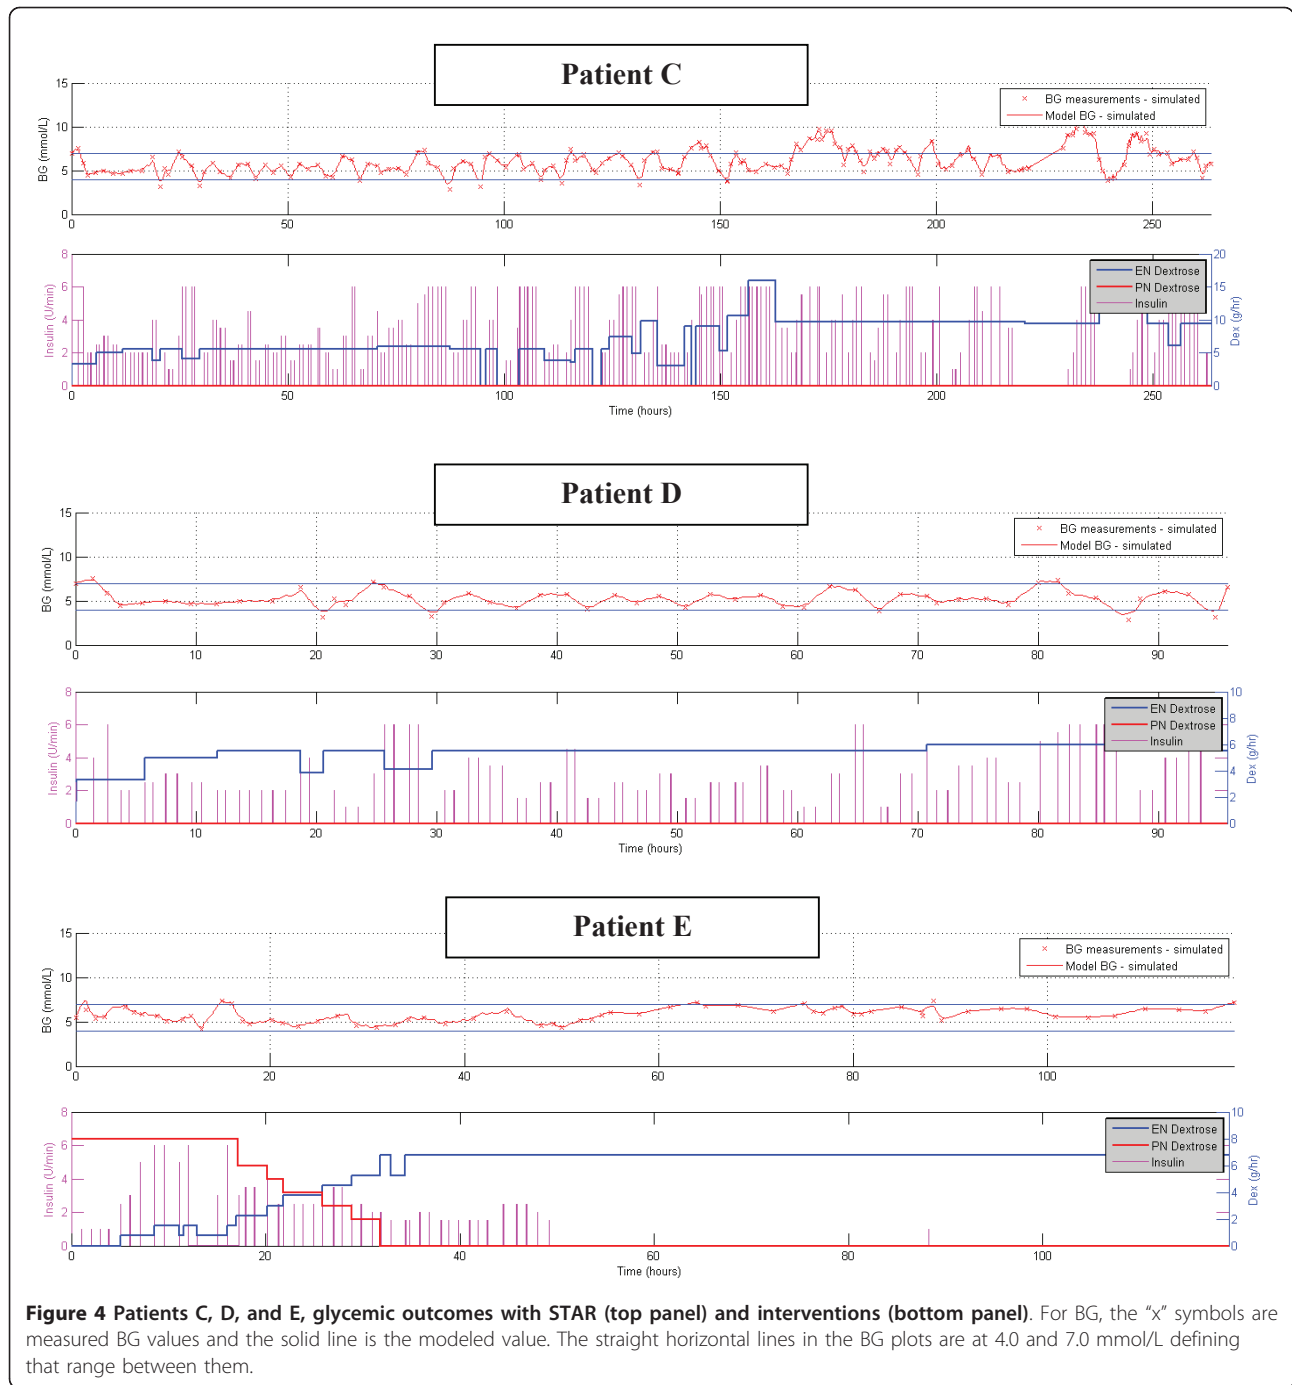 Patient C
15
10
5
0
BG (mmol/L)
BG measurements - simulated
Model BG - simulated
0 50 100 150 200 250
8
6
4
2
0
Insulin (U/min)
EN Dextrose
PN Dextrose
Insulin
20
15
10
5
0
Dex (g/hr)
0 50 100 150 200 250
Time (hours)
Patient D
15
10
5
0
BG (mmol/L)
BG measurements - simulated
Model BG - simulated
0 10 20 30 40 50 60 70 80 90
8
6
4
2
0
Insulin (U/min)
EN Dextrose
PN Dextrose
Insulin
10
8
6
4
2
0
Dex (g/hr)
0 10 20 30 40 50 60 70 80 90
Time (hours)
Patient E
15
10
5
0
BG (mmol/L)
BG measurements - simulated
Model BG - simulated
0 20 40 60 80 100
8
6
4
2
0
Insulin (U/min)
EN Dextrose
PN Dextrose
Insulin
10
8
6
4
2
0
Dex (g/hr)
0 20 40 60 80 100
Time (hours)
Figure 4 Patients C, D, and E, glycemic outcomes with STAR (top panel) and interventions (bottom panel). For BG, the “x” symbols are
measured BG values and the solid line is the modeled value. The straight horizontal lines in the BG plots are at 4.0 and 7.0 mmol/L defining
that range between them.